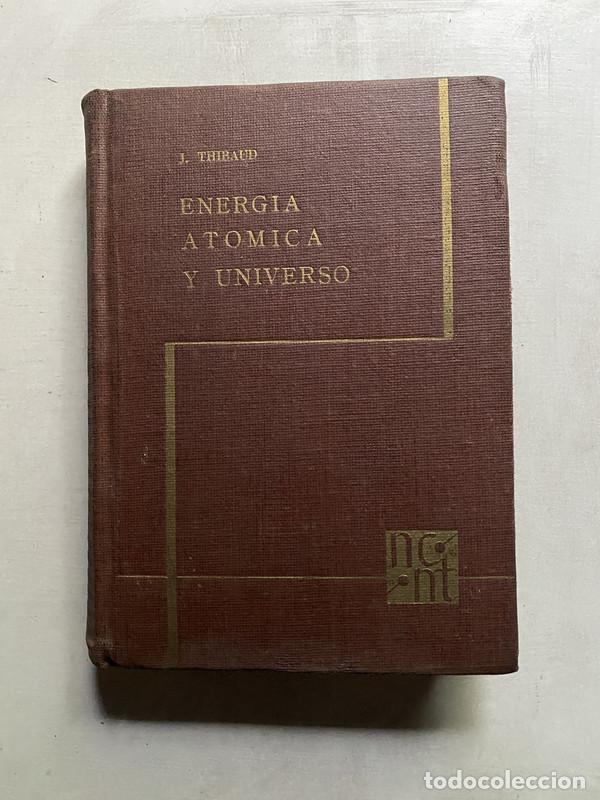 J. THIBAUD
ENERGIA
ATOMICA
Y UNIVERSO
nc
nt
todocoleccion